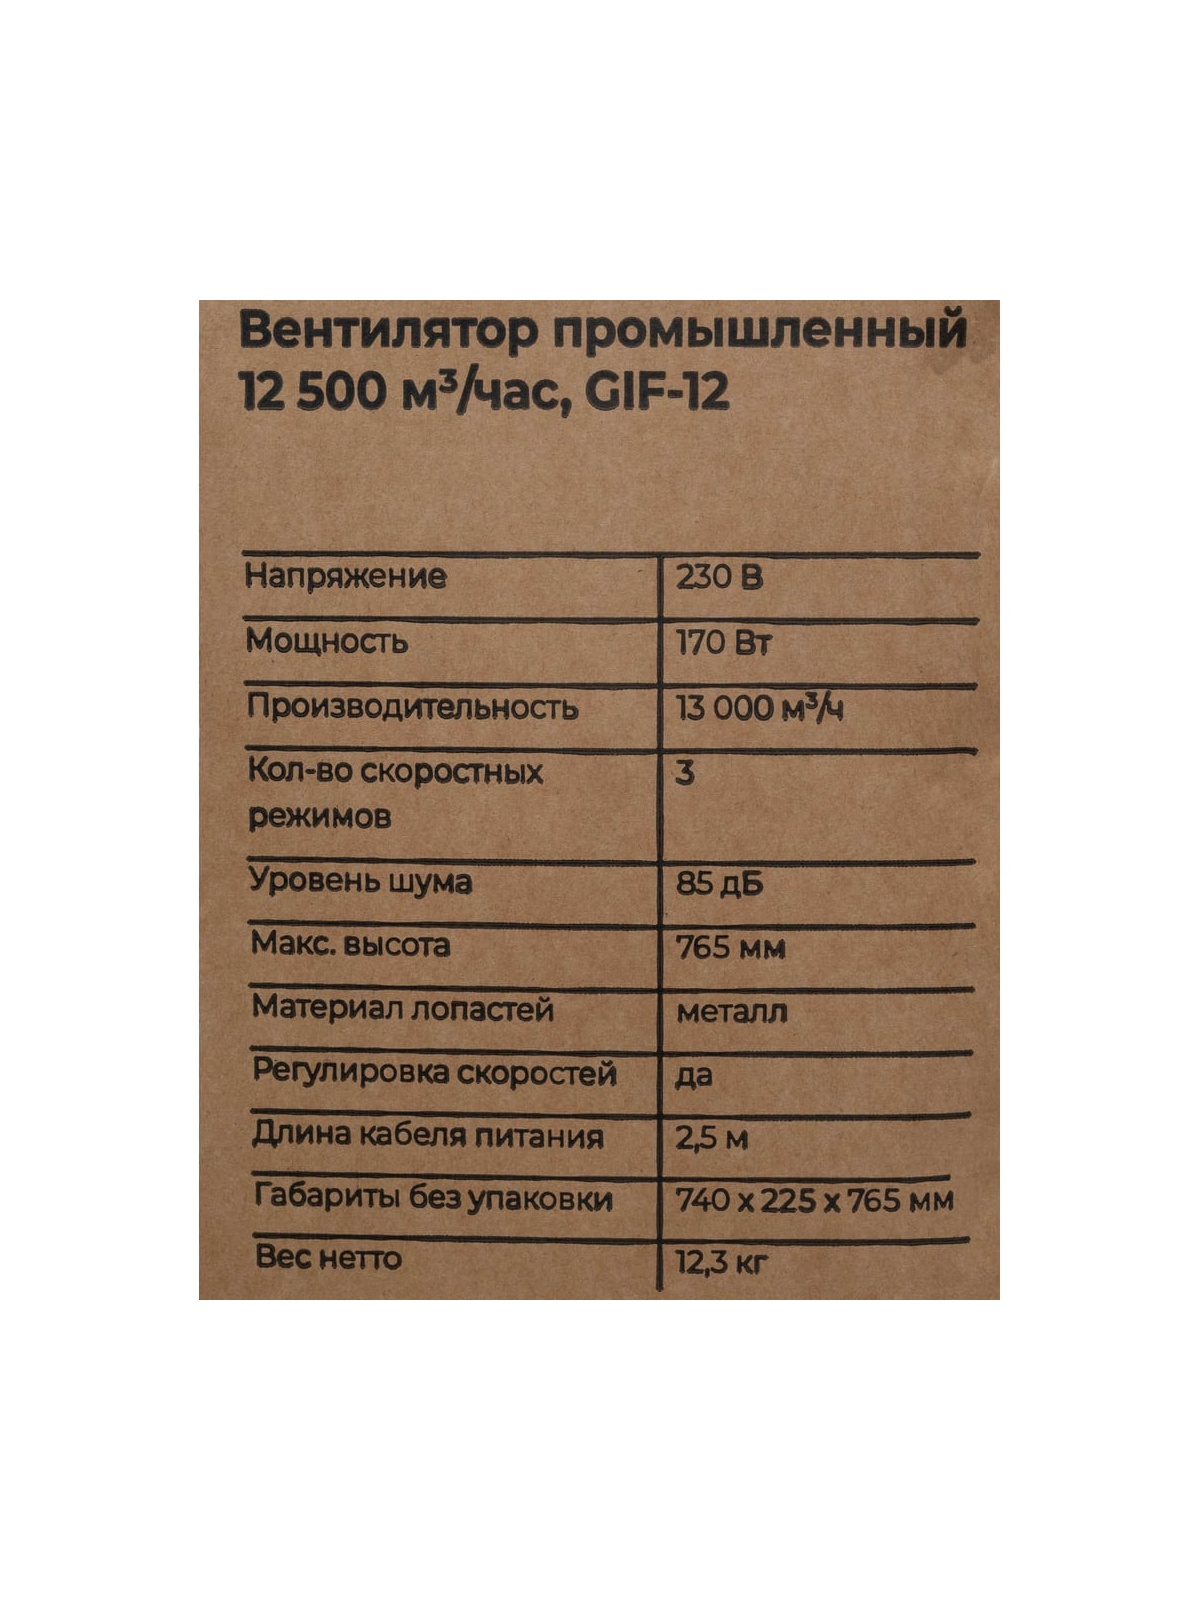 Вентилятор промышленный
12 500 м³/час, GIF-12
Напряжение 230 В
Мощность 170 Вт
Производительность 13 000 м³/ч
Кол-во скоростных 3
режимов
Уровень шума 85 дБ
Макс. высота 765 мм
Материал лопастей металл
Регулировка скоростей да
Длина кабеля питания 2,5 м
Габариты без упаковки 740 x 225 x 765 мм
Вес нетто 12,3 кг